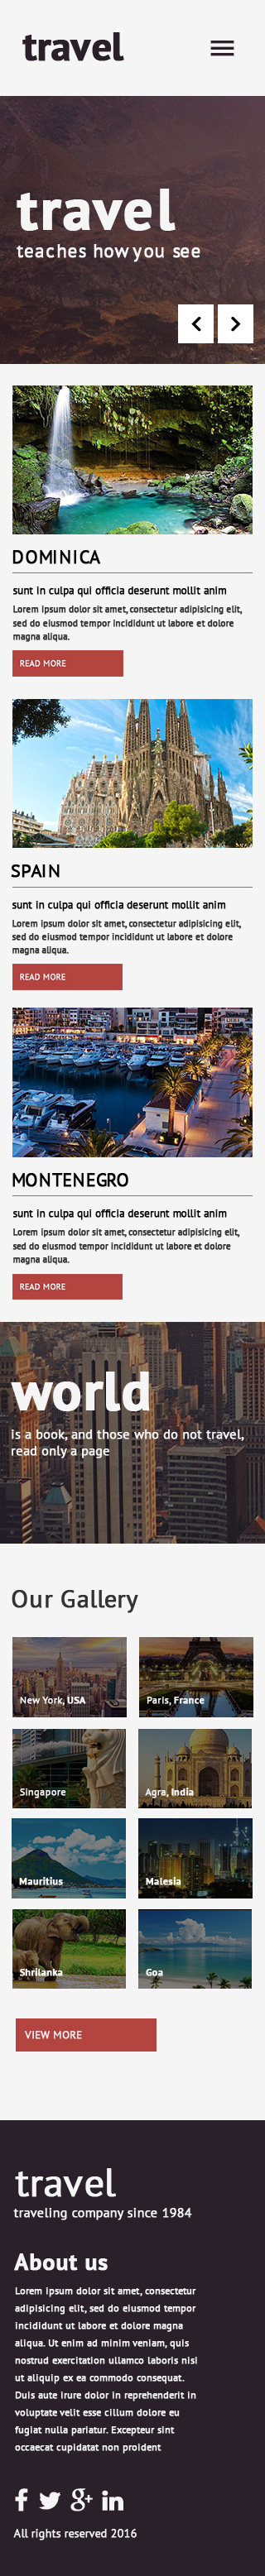 travel
travel
teaches how you see
DOMINICA
sunt in culpa qui officia deserunt mollit anim
Lorem ipsum dolor sit amet, consectetur adipisicing elit,
sed do eiusmod tempor incididunt ut labore et dolore
magna aliqua.
READ MORE
SPAIN
sunt in culpa qui officia deserunt mollit anim
Lorem ipsum dolor sit amet, consectetur adipisicing elit,
sed do eiusmod tempor incididunt ut labore et dolore
magna aliqua.
READ MORE
MONTENEGRO
sunt in culpa qui officia deserunt mollit anim
Lorem ipsum dolor sit amet, consectetur adipisicing elit,
sed do eiusmod tempor incididunt ut labore et dolore
magna aliqua.
READ MORE
world
is a book, and those who do not travel,
read only a page
Our Gallery
New York, USA
Paris, France
Singapore
Agra, India
Mauritius
Malesia
Shrilanka
Goa
VIEW MORE
travel
traveling company since 1984
About us
Lorem ipsum dolor sit amet, consectetur
adipisicing elit, sed do eiusmod tempor
incididunt ut labore et dolore magna
aliqua. Ut enim ad minim veniam, quis
nostrud exercitation ullamco laboris nisi
ut aliquip ex ea commodo consequat.
Duis aute irure dolor in reprehenderit in
voluptate velit esse cillum dolore eu
fugiat nulla pariatur. Excepteur sint
occaecat cupidatat non proident
All rights reserved 2016